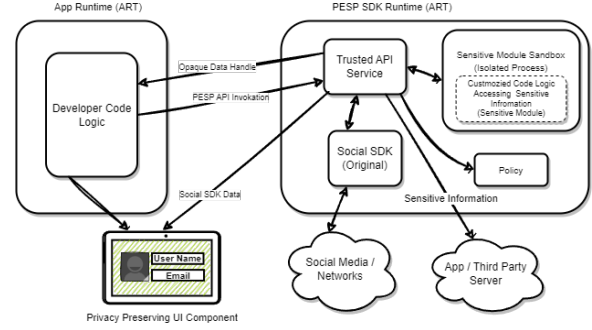 App Runtime (ART)
PESP SDK Runtime (ART)
Developer Code
Logic
Opaque Data Handle
PESP API Invokation
Social SDK Data
Trusted API
Service
Sensitive Module Sandbox
(Isolated Process)
Custmozied Code Logic
Accessing Sensitive
Infromation
(Sensitive Module)
Social SDK
(Original)
Policy
Sensitive Information
User Name
Email
Privacy Preserving UI Component
Social Media /
Networks
App / Third Party
Server